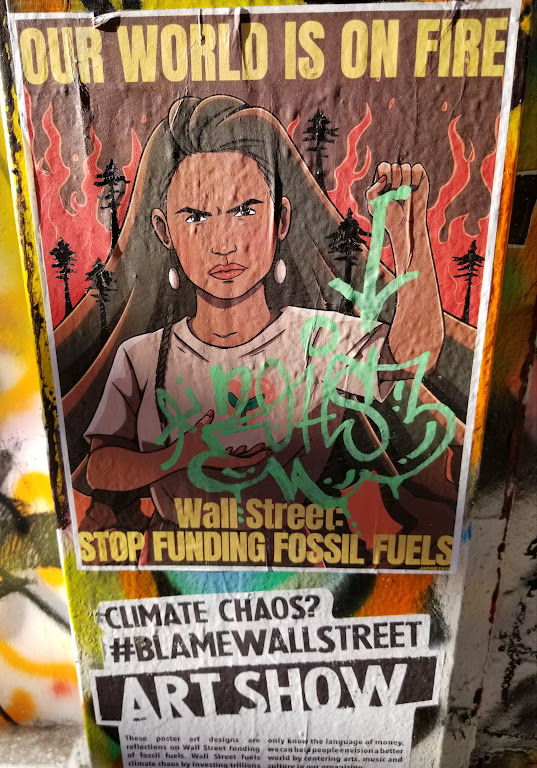 OUR WORLD IS ON FIRE
Wall Street:
STOP FUNDING FOSSIL FUELS
CLIMATE CHAOS?
#BLAMEWALLSTREET
ART SHOW
These poster art designs are
reflections on Wall Street funding
of fossil fuels. Wall Street fuels
climate chaos by investing trillions
only know the language of money,
we can help people envision a better
world by centering arts, music and
culture in our organizing